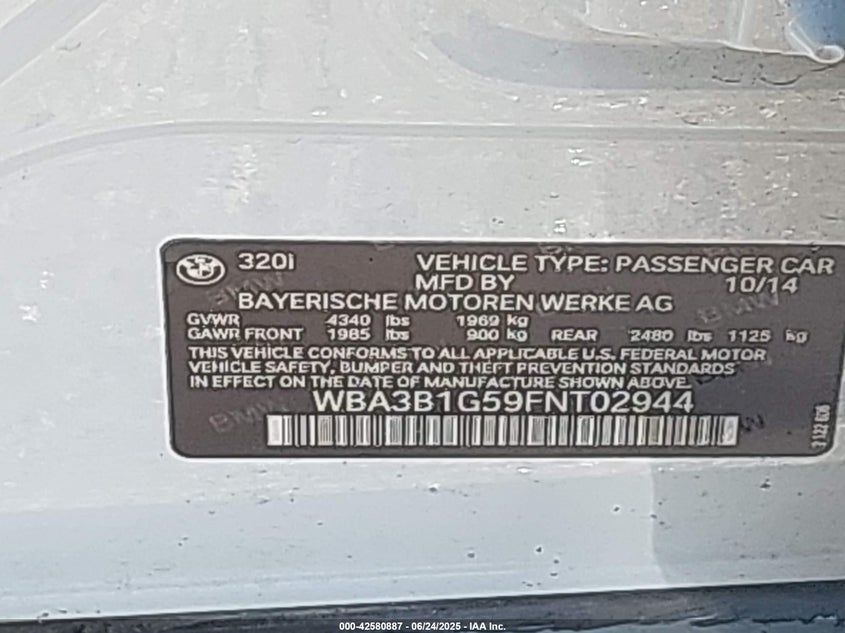 320i VEHICLE TYPE: PASSENGER CAR
MFD BY 10/14
BAYERISCHE MOTOREN WERKE AG
GVWR 4340 lbs 1969 kg
GAWR FRONT 1985 lbs 900 kg REAR 2480 lbs 1125 kg
THIS VEHICLE CONFORMS TO ALL APPLICABLE U.S. FEDERAL MOTOR
VEHICLE SAFETY, BUMPER AND THEFT PREVENTION STANDARDS
IN EFFECT ON THE DATE OF MANUFACTURE SHOWN ABOVE.
WBA3B1G59FNT02944
000-42580887 - 06/24/2025 - IAA Inc.